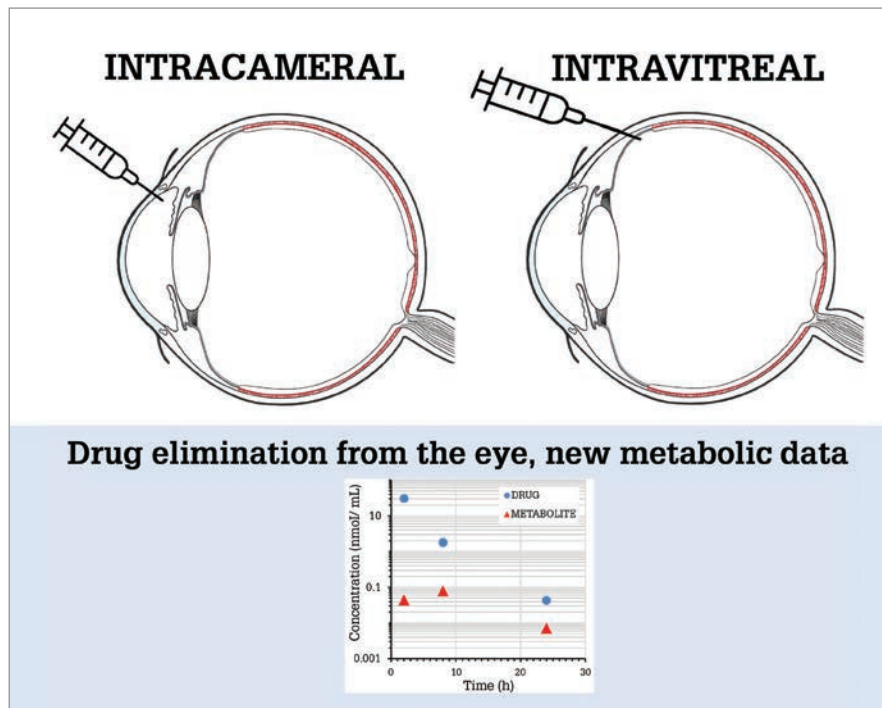 INTRACAMERAL
INTRAVITREAL
Drug elimination from the eye, new metabolic data
DRUG
METABOLITE
Concentration (nmol/ mL)
10
0.1
0.001
0
10
20
30
Time (h)